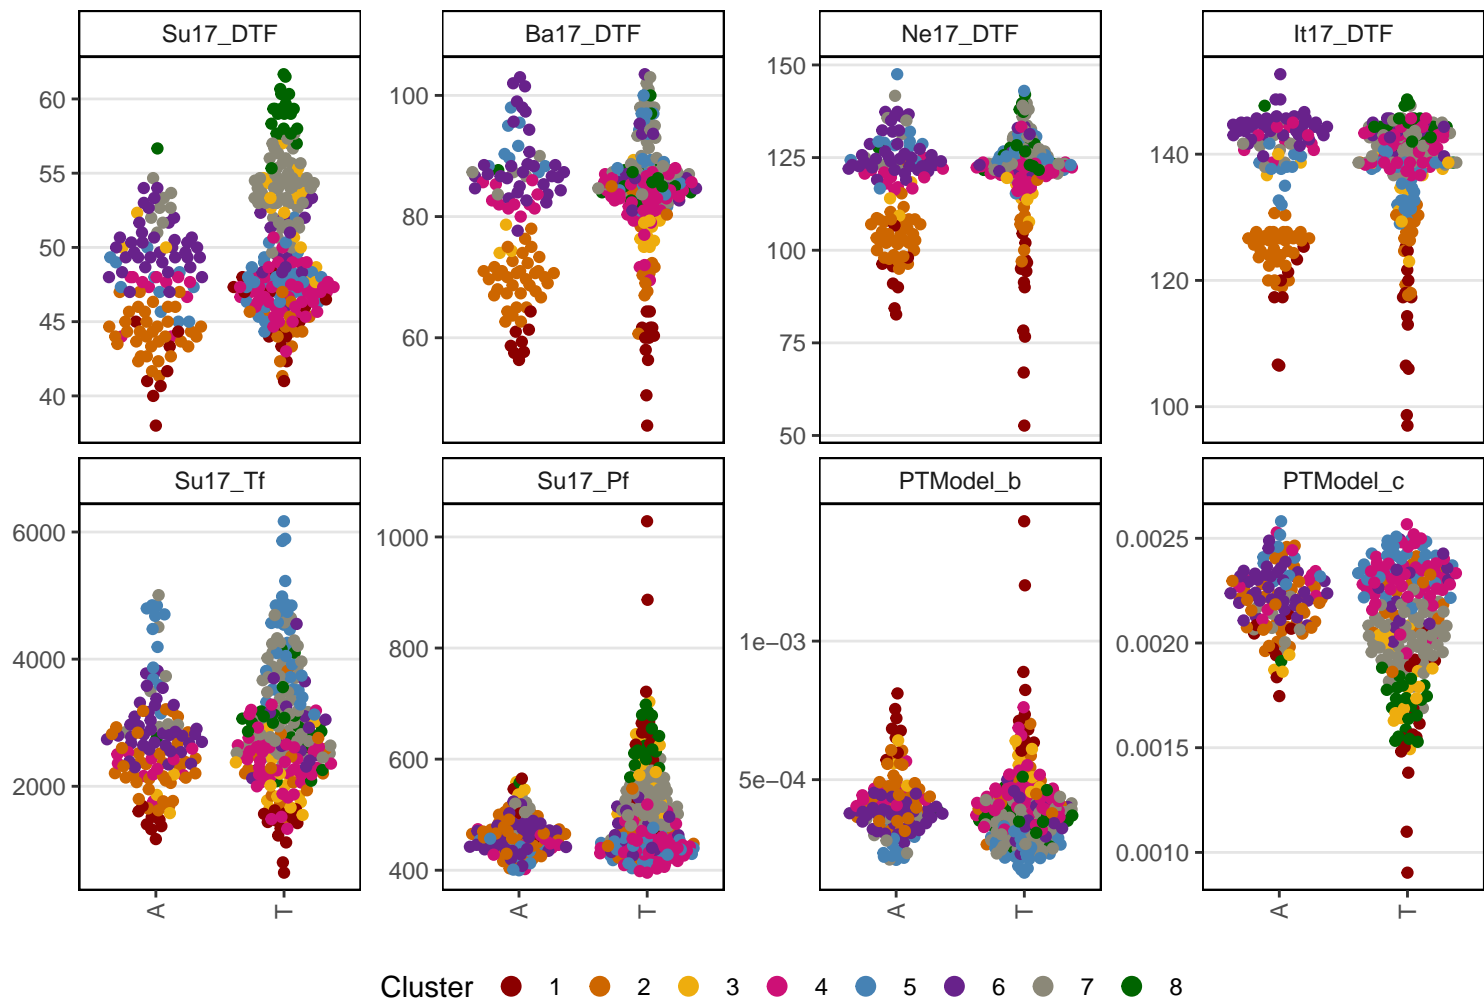 Su17_DTF Ba17_DTF Ne17_DTF It17_DTF
60 55 50 45 40
100 80 60
150 125 100 75 50
140 120 100
Su17_Tf Su17_Pf PTModel_b PTModel_c
6000 4000 2000
1000 800 600 400
1e−03 5e−04
0.0025 0.0020 0.0015 0.0010
A T A T A T A T
Cluster 1 2 3 4 5 6 7 8